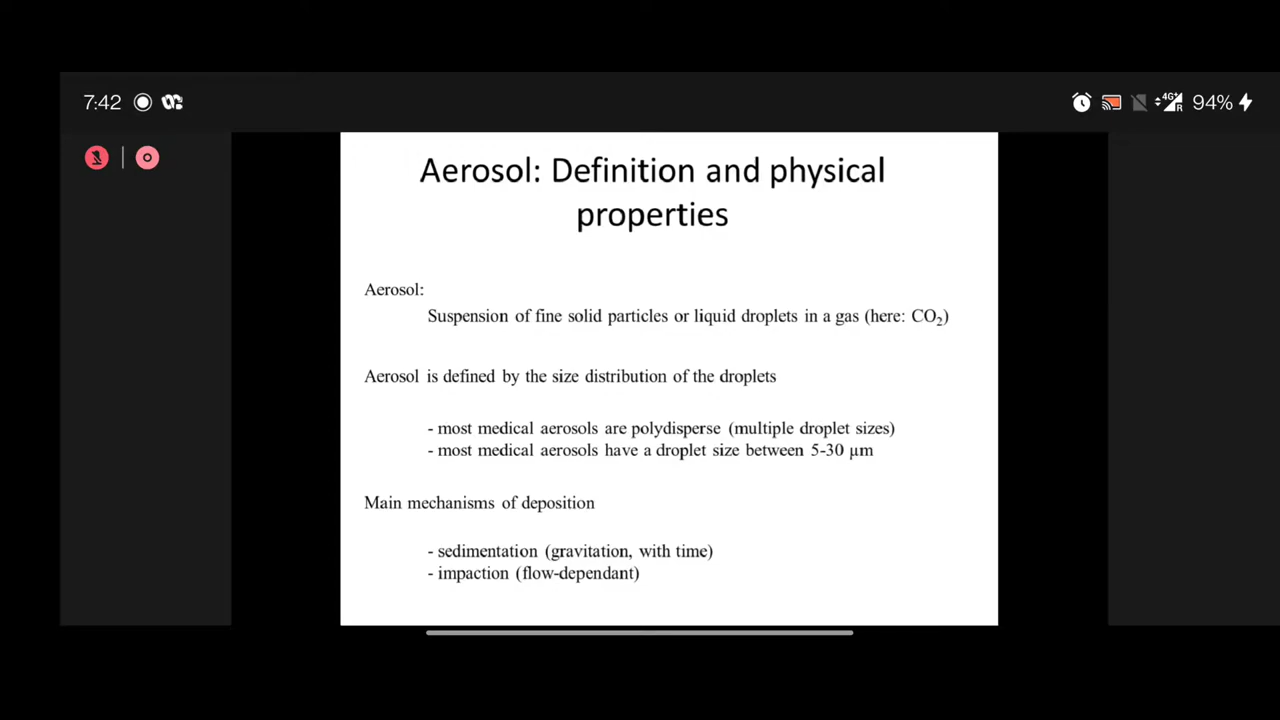 7:42
4G
R
94%
Aerosol: Definition and physical
properties
Aerosol:
Suspension of fine solid particles or liquid droplets in a gas (here: CO₂)
Aerosol is defined by the size distribution of the droplets
- most medical aerosols are polydisperse (multiple droplet sizes)
- most medical aerosols have a droplet size between 5-30 µm
Main mechanisms of deposition
- sedimentation (gravitation, with time)
- impaction (flow-dependant)